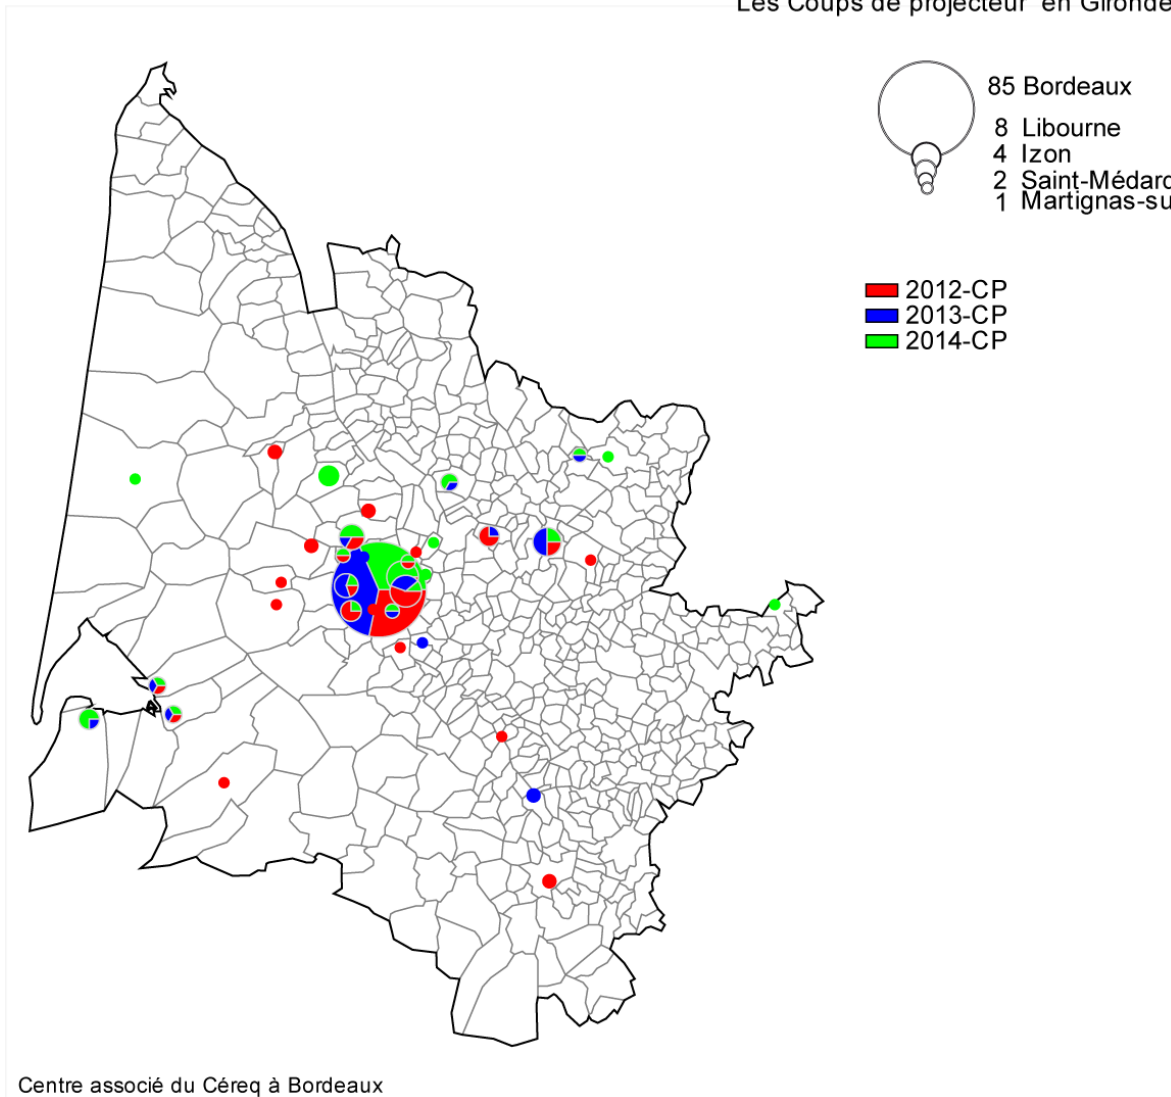 Les Coups de projecteur en Gironde
85 Bordeaux
8 Libourne
4 Izon
2 Saint-Médard
1 Martignas-su
2012-CP
2013-CP
2014-CP
Centre associé du Céreq à Bordeaux